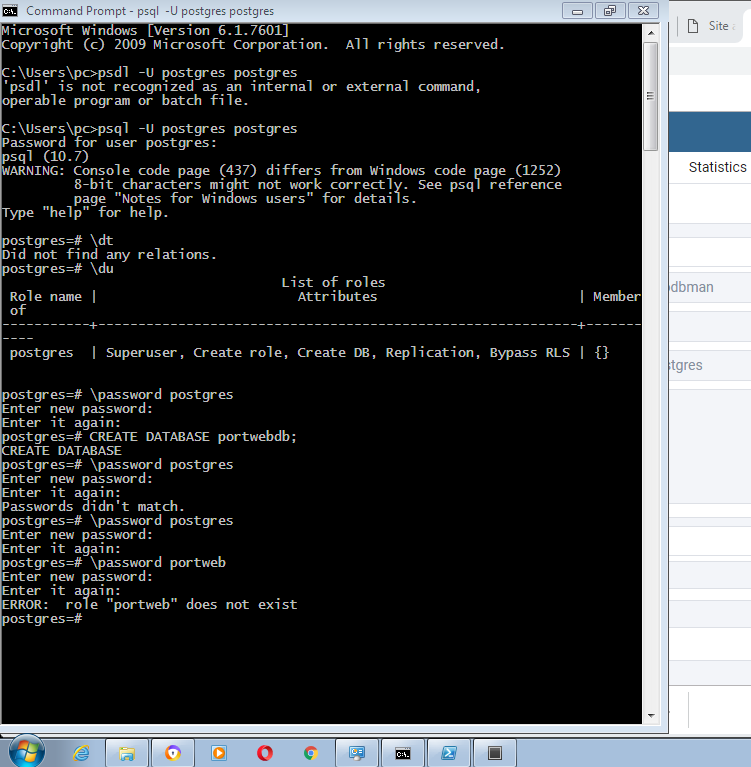 Command Prompt - psql -U postgres postgres
Microsoft Windows [Version 6.1.7601]
Copyright (c) 2009 Microsoft Corporation.  All rights reserved.
C:\Users\pc>psdl -U postgres postgres
'psdl' is not recognized as an internal or external command,
operable program or batch file.
C:\Users\pc>psql -U postgres postgres
Password for user postgres:
psql (10.7)
WARNING: Console code page (437) differs from Windows code page (1252)
         8-bit characters might not work correctly. See psql reference
         page "Notes for Windows users" for details.
Type "help" for help.
postgres=# \dt
Did not find any relations.
postgres=# \du
                                   List of roles
 Role name |                         Attributes                         | Member
 of
-----------+------------------------------------------------------------+-------
----
 postgres  | Superuser, Create role, Create DB, Replication, Bypass RLS | {}
postgres=# \password postgres
Enter new password:
Enter it again:
postgres=# CREATE DATABASE portwebdb;
CREATE DATABASE
postgres=# \password postgres
Enter new password:
Enter it again:
Passwords didn't match.
postgres=# \password postgres
Enter new password:
Enter it again:
postgres=# \password portweb
Enter new password:
Enter it again:
ERROR:  role "portweb" does not exist
postgres=#
Site
Statistics
dbman
tgres
C:\.